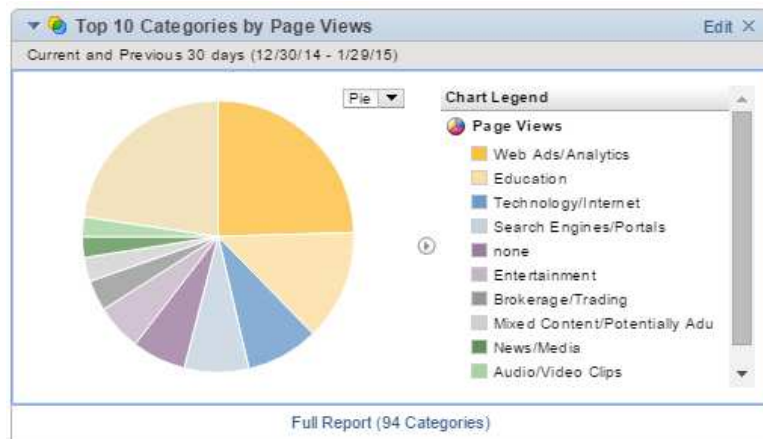 Top 10 Categories by Page Views
Edit
Current and Previous 30 days (12/30/14 - 1/29/15)
Pie
Chart Legend
Page Views
Web Ads/Analytics
Education
Technology/Internet
Search Engines/Portals
none
Entertainment
Brokerage/Trading
Mixed Content/Potentially Adu
News/Media
Audio/Video Clips
Full Report (94 Categories)